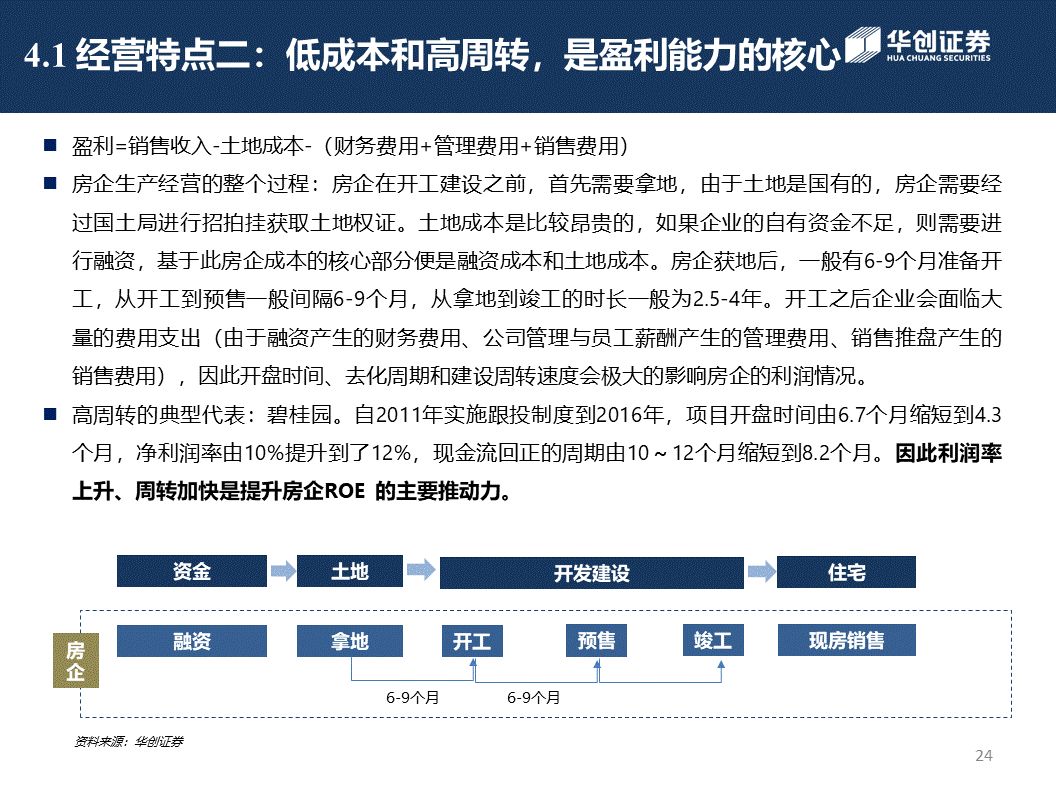 4.1 经营特点二：低成本和高周转，是盈利能力的核心
华创证券
HUA CHUANG SECURITIES
■ 盈利=销售收入-土地成本-（财务费用+管理费用+销售费用）
■ 房企生产经营的整个过程：房企在开工建设之前，首先需要拿地，由于土地是国有的，房企需要经
过国土局进行招拍挂获取土地权证。土地成本是比较昂贵的，如果企业的自有资金不足，则需要进
行融资，基于此房企成本的核心部分便是融资成本和土地成本。房企获地后，一般有6-9个月准备开
工，从开工到预售一般间隔6-9个月，从拿地到竣工的时长一般为2.5-4年。开工之后企业会面临大
量的费用支出（由于融资产生的财务费用、公司管理与员工薪酬产生的管理费用、销售推盘产生的
销售费用），因此开盘时间、去化周期和建设周转速度会极大的影响房企的利润情况。
■ 高周转的典型代表：碧桂园。自2011年实施跟投制度到2016年，项目开盘时间由6.7个月缩短到4.3
个月，净利润率由10%提升到了12%，现金流回正的周期由10～12个月缩短到8.2个月。因此利润率
上升、周转加快是提升房企ROE 的主要推动力。
资金
土地
开发建设
住宅
房企
融资
拿地
开工
预售
竣工
现房销售
6-9个月
6-9个月
资料来源：华创证券
24